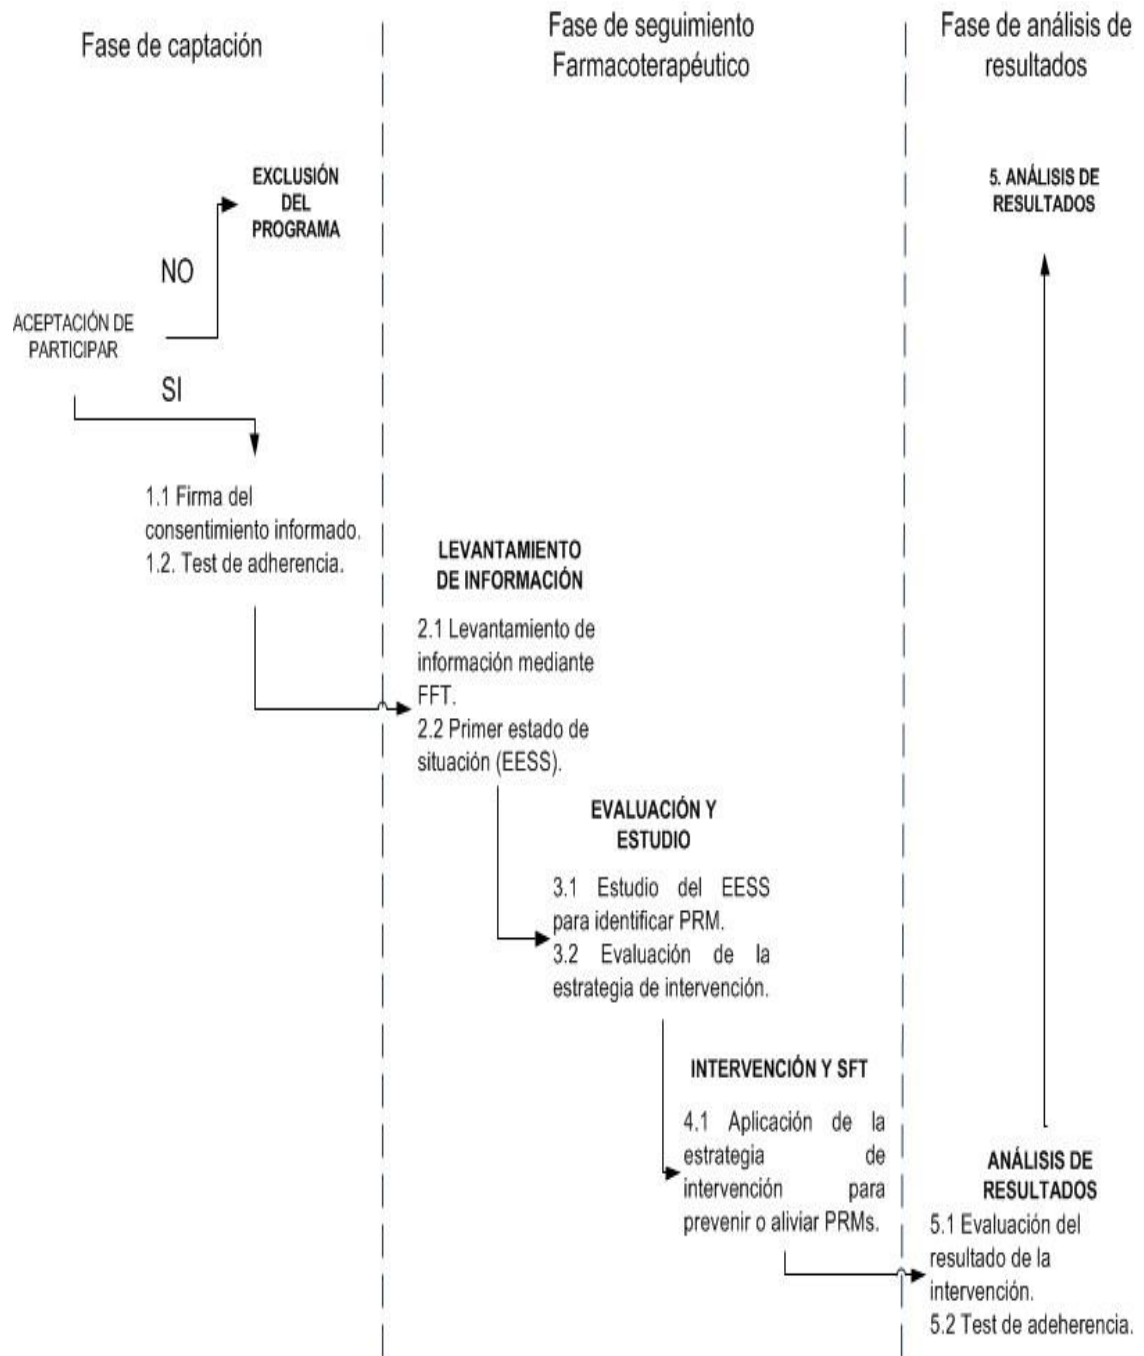 Fase de captación
Fase de seguimiento
Farmacoterapéutico
Fase de análisis de
resultados
EXCLUSIÓN
DEL
PROGRAMA
5. ANÁLISIS DE
RESULTADOS
NO
ACEPTACIÓN DE
PARTICIPAR
SI
1.1 Firma del
consentimiento informado.
1.2. Test de adherencia.
LEVANTAMIENTO
DE INFORMACIÓN
2.1 Levantamiento de
información mediante
FFT.
2.2 Primer estado de
situación (EESS).
EVALUACIÓN Y
ESTUDIO
3.1 Estudio del EESS
para identificar PRM.
3.2 Evaluación de la
estrategia de intervención.
INTERVENCIÓN Y SFT
4.1 Aplicación de la
estrategia de
intervención para
prevenir o aliviar PRMs.
ANÁLISIS DE
RESULTADOS
5.1 Evaluación del
resultado de la
intervención.
5.2 Test de adeherencia.